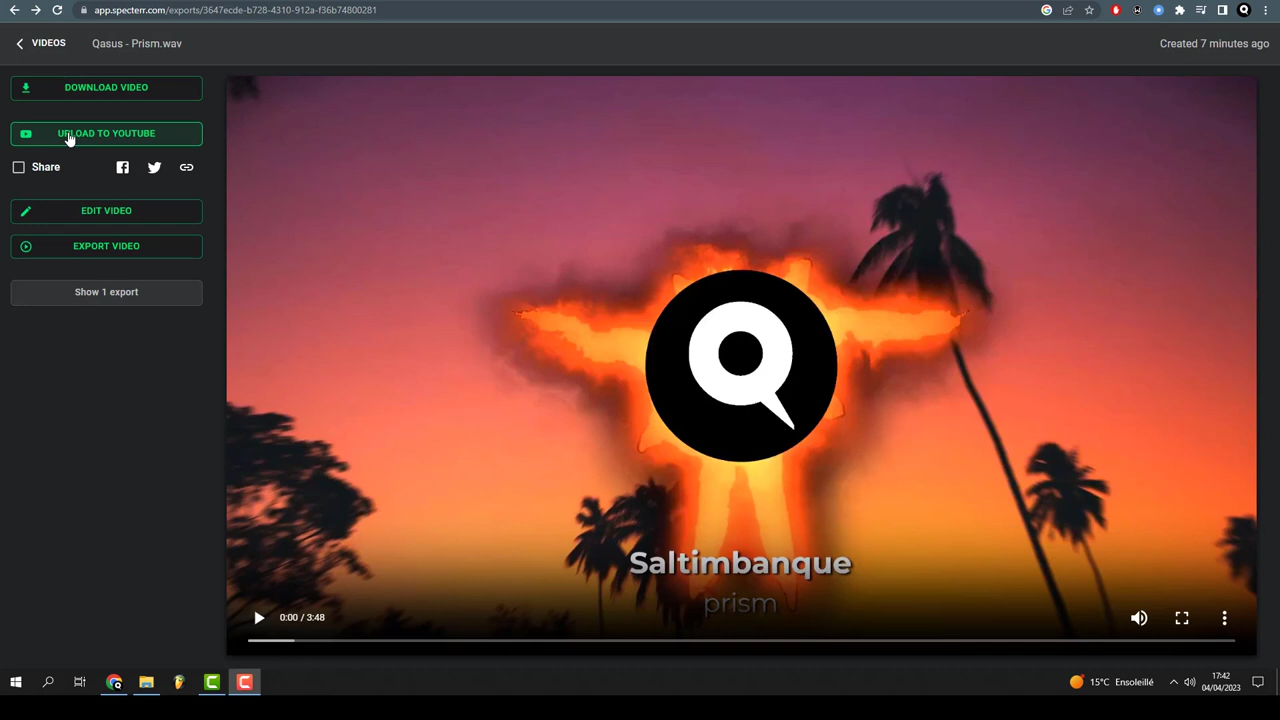 app.specterr.com/exports/3647ecde-b728-4310-912a-f36b74800281
VIDEOS
Qasus - Prism.wav
Created 7 minutes ago
DOWNLOAD VIDEO
UPLOAD TO YOUTUBE
Share
EDIT VIDEO
EXPORT VIDEO
Show 1 export
Saltimbanque
prism
0:00 / 3:48
15°C Ensoleillé
17:42
04/04/2023